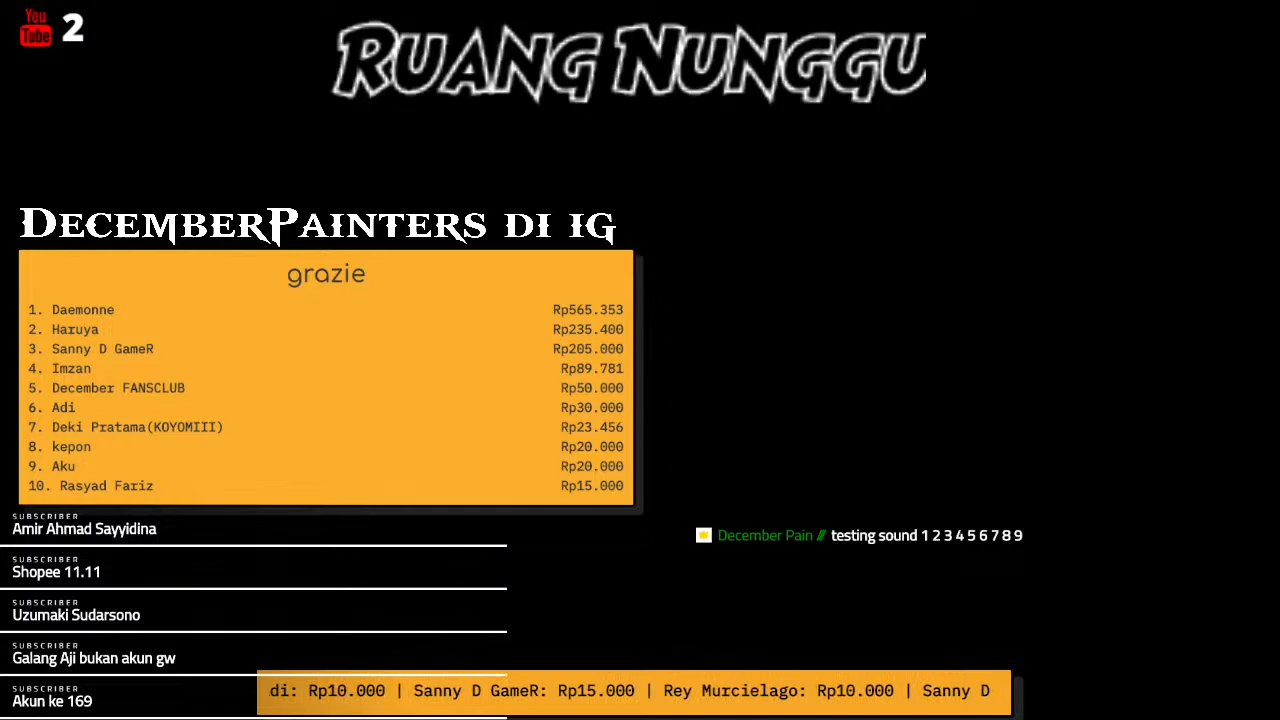 You
Tube 2
RUANG NUNGGU
DECEMBERPAINTERS DI IG
grazie
1. Daemonne Rp565.353
2. Haruya Rp235.400
3. Sanny D GameR Rp205.000
4. Imzan Rp89.781
5. December FANSCLUB Rp50.000
6. Adi Rp30.000
7. Deki Pratama(KOYOMIII) Rp23.456
8. kepon Rp20.000
9. Aku Rp20.000
10. Rasyad Fariz Rp15.000
SUBSCRIBER
Amir Ahmad Sayyidina
SUBSCRIBER
Shopee 11.11
SUBSCRIBER
Uzumaki Sudarsono
SUBSCRIBER
Galang Aji bukan akun gw
SUBSCRIBER
Akun ke 169
December Pain // testing sound 1 2 3 4 5 6 7 8 9
di: Rp10.000 | Sanny D GameR: Rp15.000 | Rey Murcielago: Rp10.000 | Sanny D